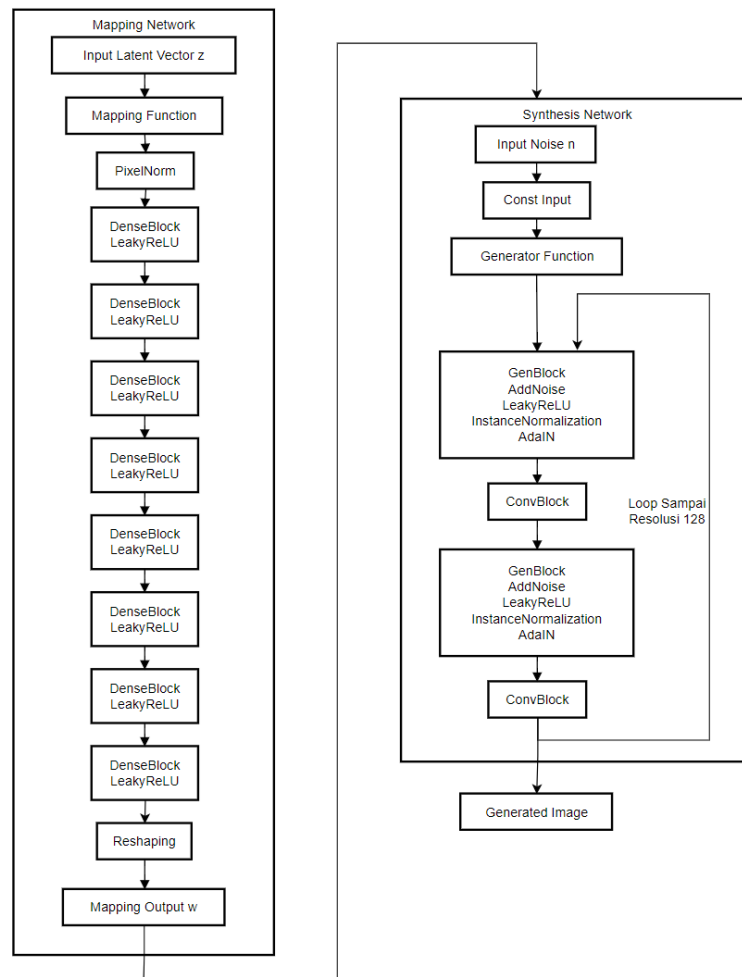 Mapping Network
Input Latent Vector z
Mapping Function
PixelNorm
DenseBlock
LeakyReLU
DenseBlock
LeakyReLU
DenseBlock
LeakyReLU
DenseBlock
LeakyReLU
DenseBlock
LeakyReLU
DenseBlock
LeakyReLU
DenseBlock
LeakyReLU
DenseBlock
LeakyReLU
Reshaping
Mapping Output w
Synthesis Network
Input Noise n
Const Input
Generator Function
GenBlock
AddNoise
LeakyReLU
InstanceNormalization
AdaIN
ConvBlock
Loop Sampai
Resolusi 128
GenBlock
AddNoise
LeakyReLU
InstanceNormalization
AdaIN
ConvBlock
Generated Image